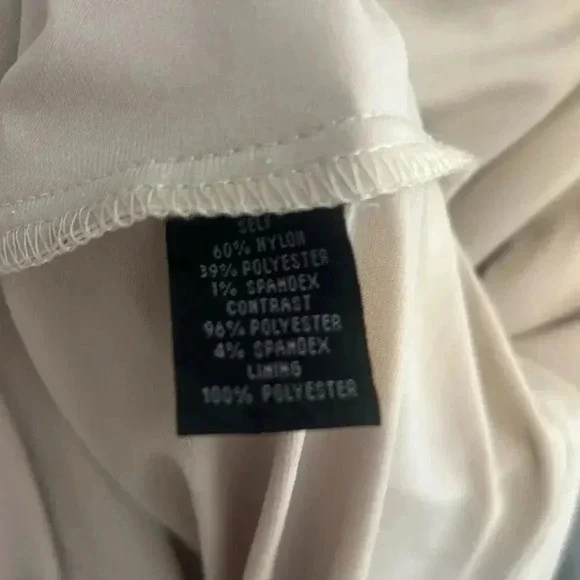 SELF
60% NYLON
39% POLYESTER
1% SPANDEX
CONTRAST
96% POLYESTER
4% SPANDEX
LINING
100% POLYESTER